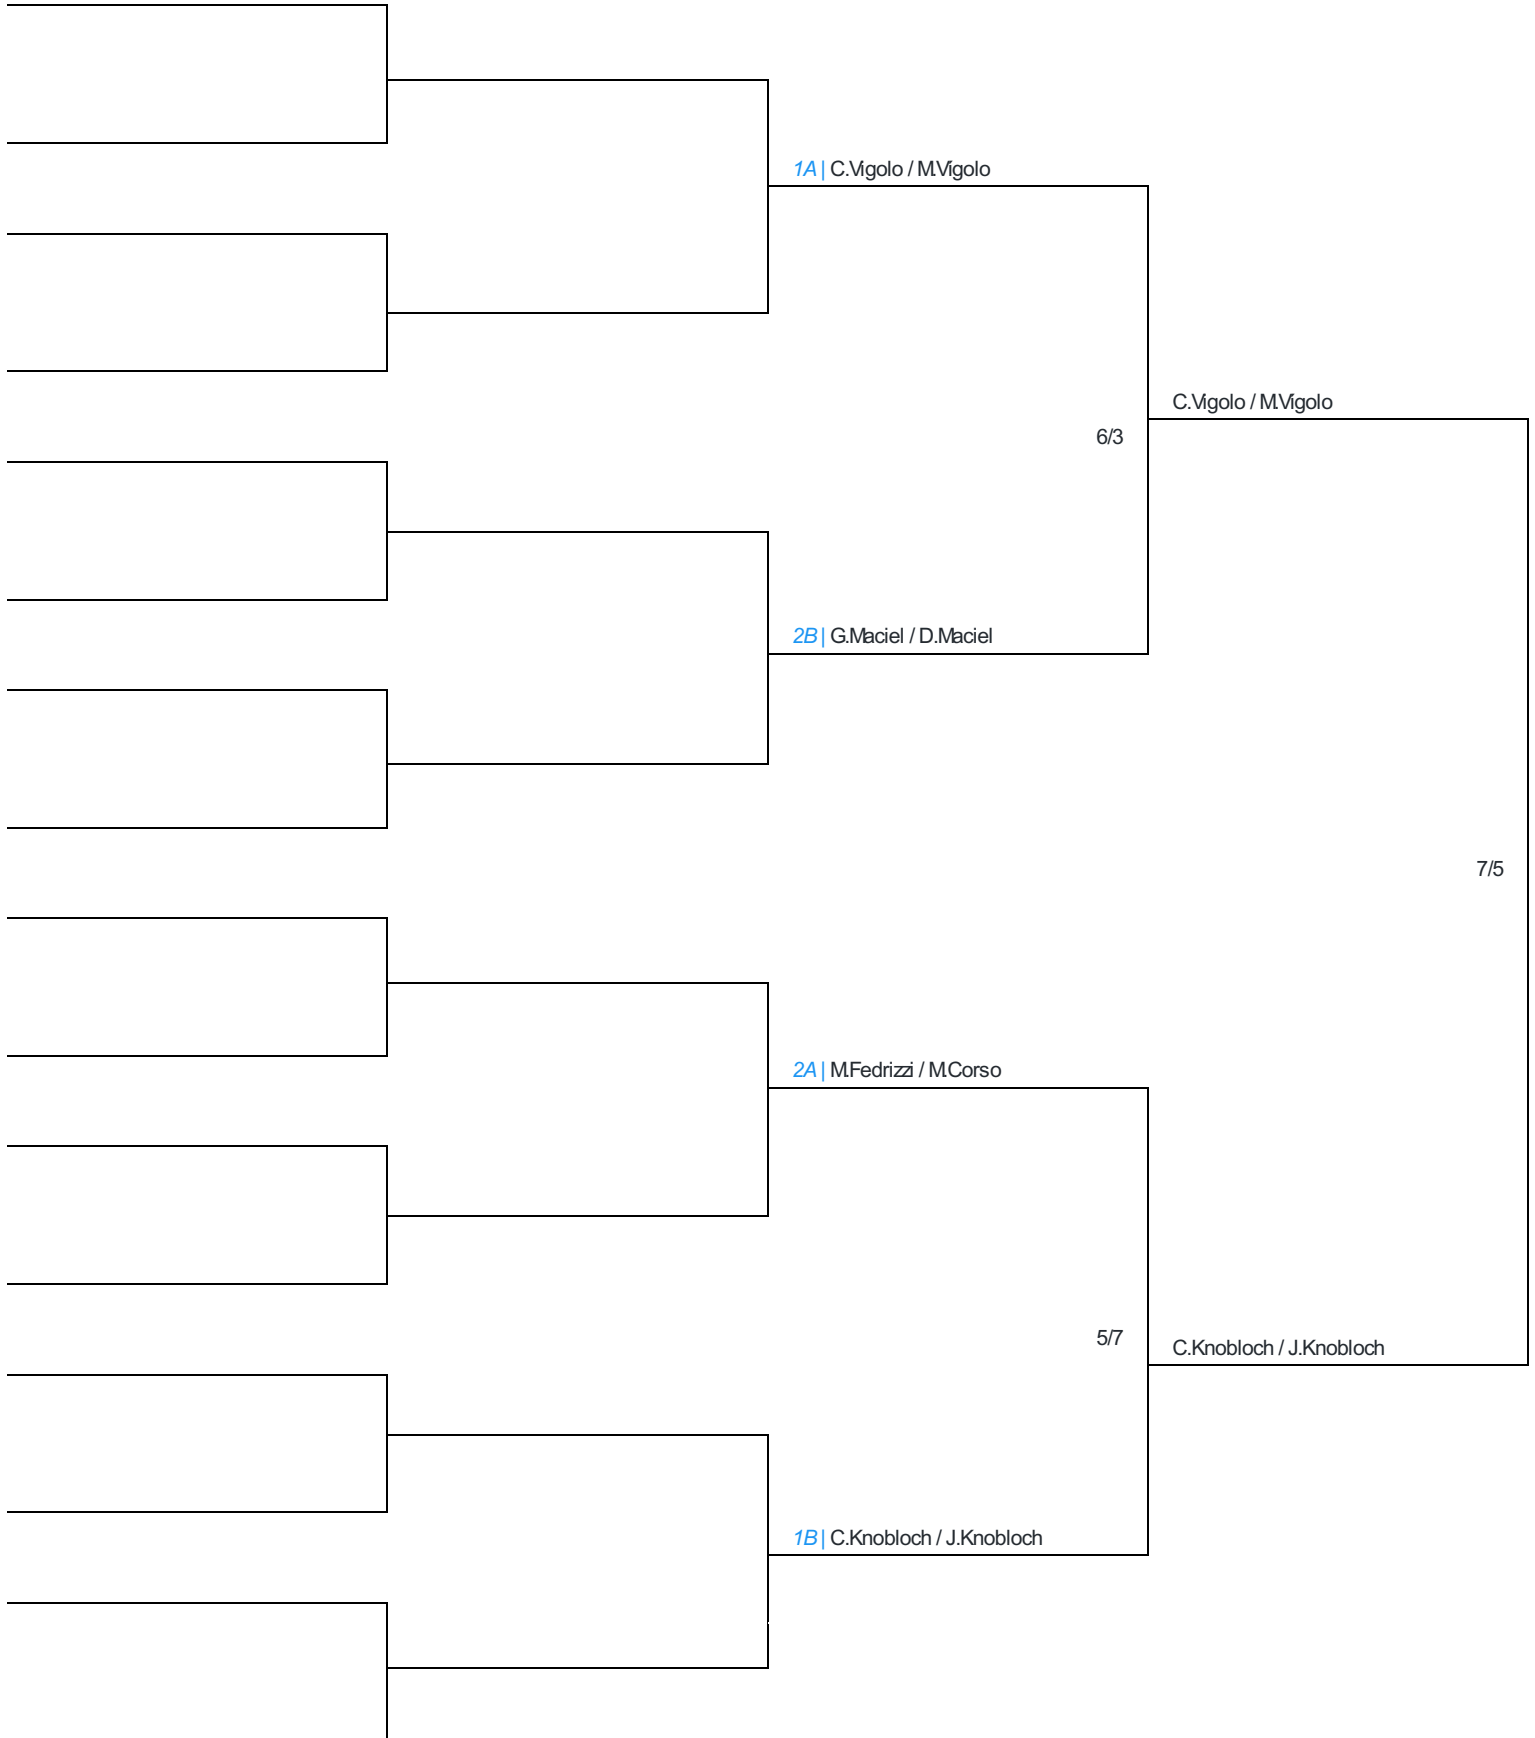 1A | C.Vigolo / M.Vigolo
C.Vigolo / M.Vigolo
6/3
2B | G.Maciel / D.Maciel
7/5
2A | M.Fedrizzi / M.Corso
5/7
C.Knobloch / J.Knobloch
1B | C.Knobloch / J.Knobloch